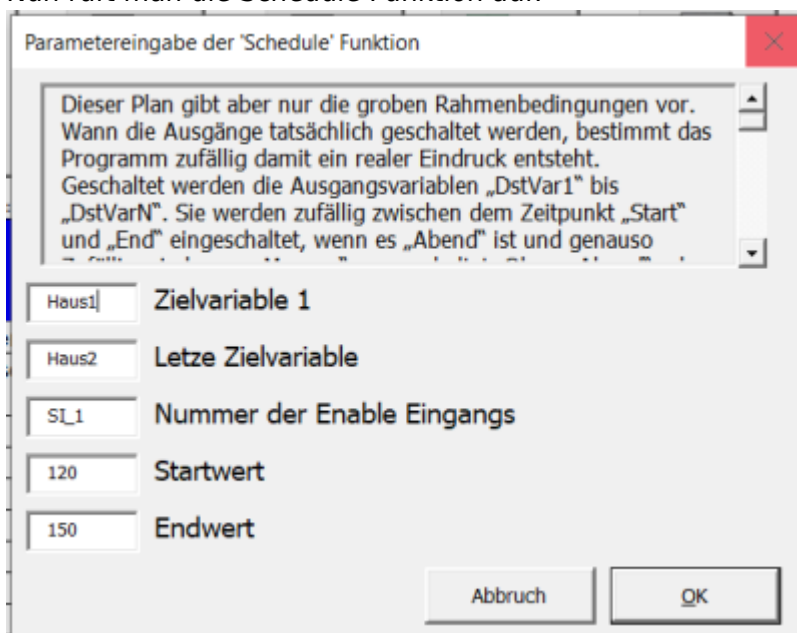 Parametereingabe der 'Schedule' Funktion
Dieser Plan gibt aber nur die groben Rahmenbedingungen vor.
Wann die Ausgänge tatsächlich geschaltet werden, bestimmt das
Programm zufällig damit ein realer Eindruck entsteht.
Geschaltet werden die Ausgangsvariablen „DstVar1“ bis
„DstVarN“. Sie werden zufällig zwischen dem Zeitpunkt „Start“
und „End“ eingeschaltet, wenn es „Abend“ ist und genauso
Haus1 Zielvariable 1
Haus2 Letze Zielvariable
SI_1 Nummer der Enable Eingangs
120 Startwert
150 Endwert
Abbruch OK